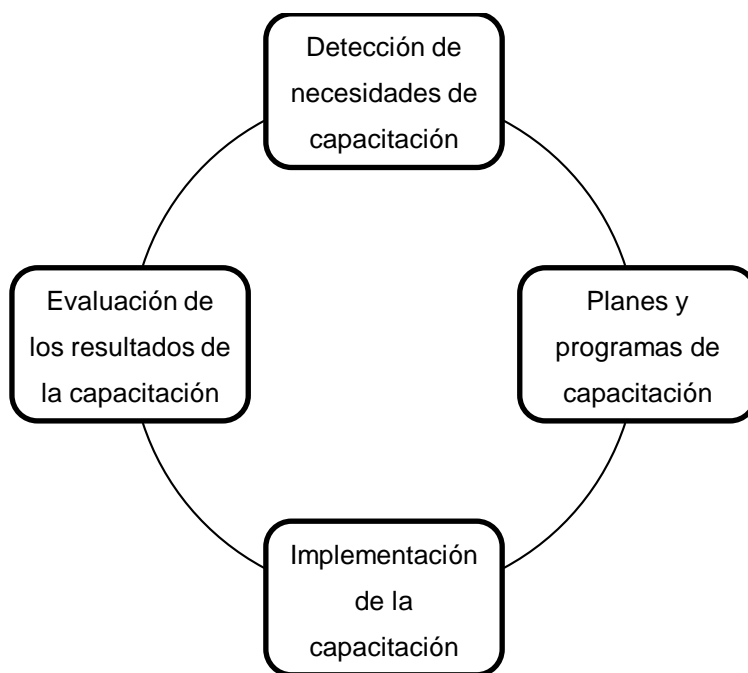 Detección de
necesidades de
capacitación
Evaluación de
los resultados de
la capacitación
Planes y
programas de
capacitación
Implementación
de la
capacitación